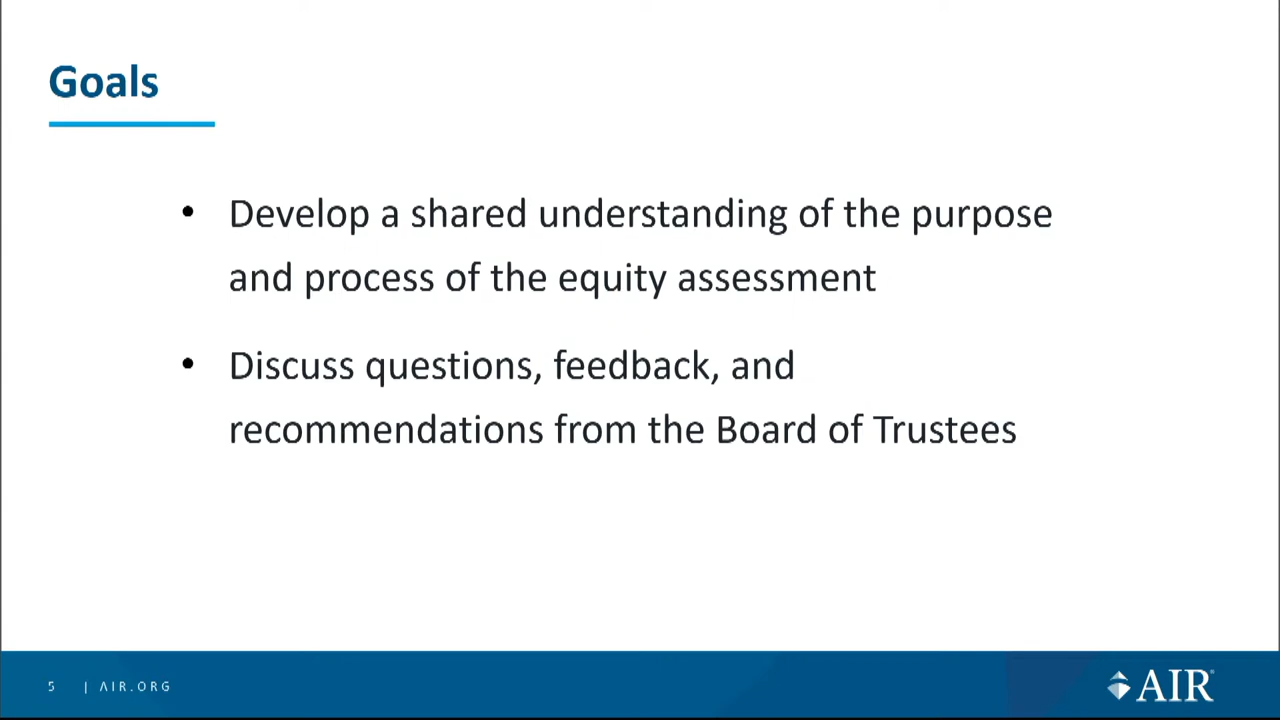 Goals
• Develop a shared understanding of the purpose
and process of the equity assessment
• Discuss questions, feedback, and
recommendations from the Board of Trustees
5 | AIR.ORG
AIR®